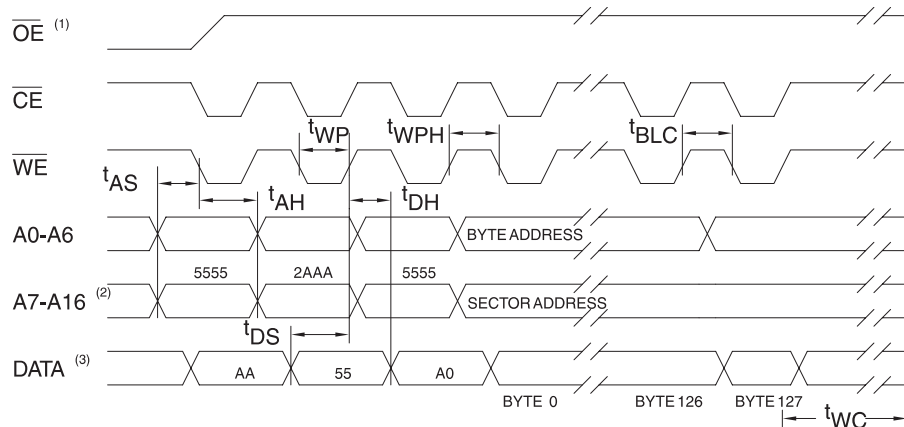 OE (1)
CE
tWP tWPH tBLC
WE
tAS tAH tDH
A0-A6 BYTE ADDRESS
5555 2AAA 5555
A7-A16 (2) SECTOR ADDRESS
tDS
DATA (3) AA 55 A0
BYTE 0 BYTE 126 BYTE 127
tWC